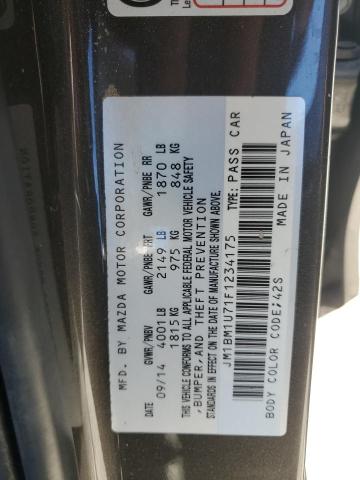 MFD. BY MAZDA MOTOR CORPORATION
DATE GVWR/PNBV GAWR/PNBE FRT GAWR/PNBE RR
09/14 4001 LB 2149 LB 1870 LB
1815 KG 975 KG 848 KG
THIS VEHICLE CONFORMS TO ALL APPLICABLE FEDERAL MOTOR VEHICLE SAFETY
,BUMPER, AND THEFT PREVENTION
STANDARDS IN EFFECT ON THE DATE OF MANUFACTURE SHOWN ABOVE.
JM1BM1U71F1234175 TYPE: PASS CAR
BODY COLOR CODE;42S MADE IN JAPAN